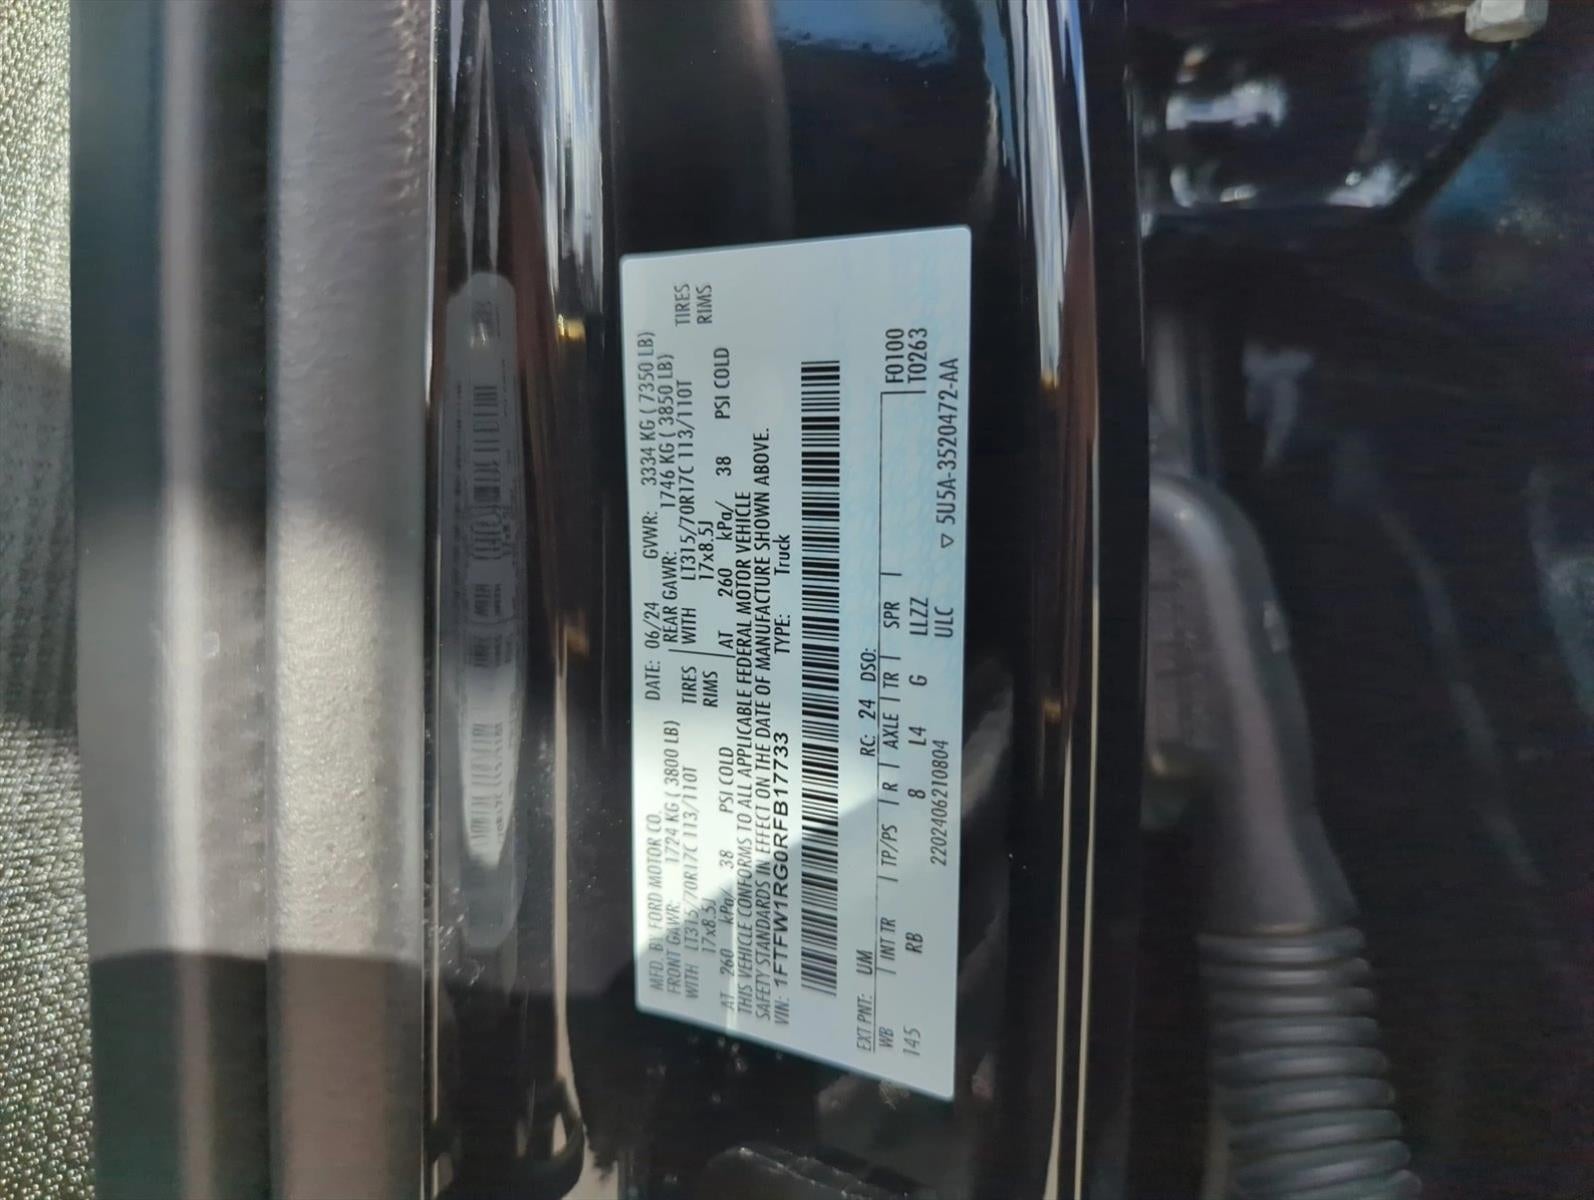 MFD. BY FORD MOTOR CO.
DATE: 06/24 GVWR: 3334 KG ( 7350 LB)
FRONT GAWR: 1724 KG ( 3800 LB) REAR GAWR: 1746 KG ( 3850 LB)
WITH LT315/70R17C 113/110T TIRES WITH LT315/70R17C 113/110T TIRES
17x8.5J RIMS 17x8.5J RIMS
AT 260 kPa/ 38 PSI COLD AT 260 kPa/ 38 PSI COLD
THIS VEHICLE CONFORMS TO ALL APPLICABLE FEDERAL MOTOR VEHICLE
SAFETY STANDARDS IN EFFECT ON THE DATE OF MANUFACTURE SHOWN ABOVE.
VIN: 1FTFW1RG0RFB17733 TYPE: Truck
EXT PNT: UM RC: 24 DSO: F0100
WB INT TR TP/PS R AXLE TR SPR T0263
145 RB 8 L4 G LLZZ
2202406210804 ULC ▽ 5U5A-3520472-AA